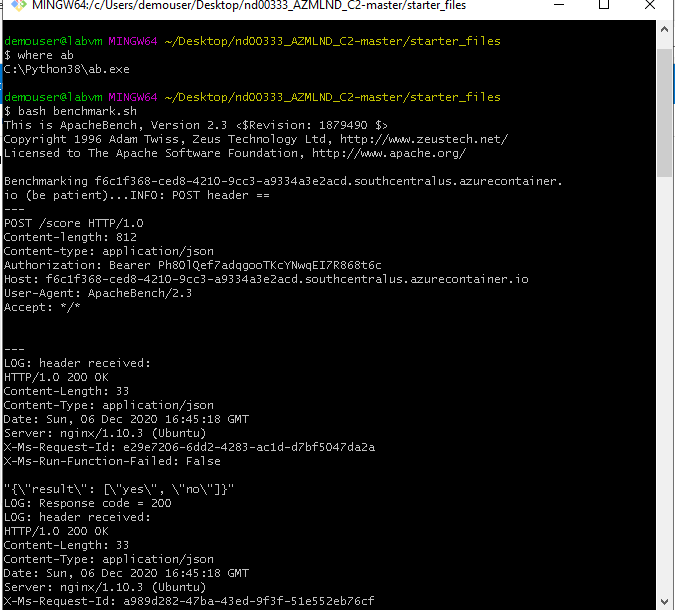 MINGW64:/c/Users/demouser/Desktop/nd00333_AZMLND_C2-master/starter_files
demouser@labvm MINGW64 ~/Desktop/nd00333_AZMLND_C2-master/starter_files
$ where ab
C:\Python38\ab.exe
demouser@labvm MINGW64 ~/Desktop/nd00333_AZMLND_C2-master/starter_files
$ bash benchmark.sh
This is ApacheBench, Version 2.3 <$Revision: 1879490 $>
Copyright 1996 Adam Twiss, Zeus Technology Ltd, http://www.zeustech.net/
Licensed to The Apache Software Foundation, http://www.apache.org/
Benchmarking f6c1f368-ced8-4210-9cc3-a9334a3e2acd.southcentralus.azurecontainer.
io (be patient)...INFO: POST header ==
---
POST /score HTTP/1.0
Content-length: 812
Content-type: application/json
Authorization: Bearer Ph8OlQef7adqgooTKcYNwqEI7R868t6c
Host: f6c1f368-ced8-4210-9cc3-a9334a3e2acd.southcentralus.azurecontainer.io
User-Agent: ApacheBench/2.3
Accept: */*
---
LOG: header received:
HTTP/1.0 200 OK
Content-Length: 33
Content-Type: application/json
Date: Sun, 06 Dec 2020 16:45:18 GMT
Server: nginx/1.10.3 (Ubuntu)
X-Ms-Request-Id: e29e7206-6dd2-4283-ac1d-d7bf5047da2a
X-Ms-Run-Function-Failed: False
"{\"result\": [\"yes\", \"no\"]}"
LOG: Response code = 200
LOG: header received:
HTTP/1.0 200 OK
Content-Length: 33
Content-Type: application/json
Date: Sun, 06 Dec 2020 16:45:18 GMT
Server: nginx/1.10.3 (Ubuntu)
X-Ms-Request-Id: a989d282-47ba-43ed-9f3f-51e552eb76cf